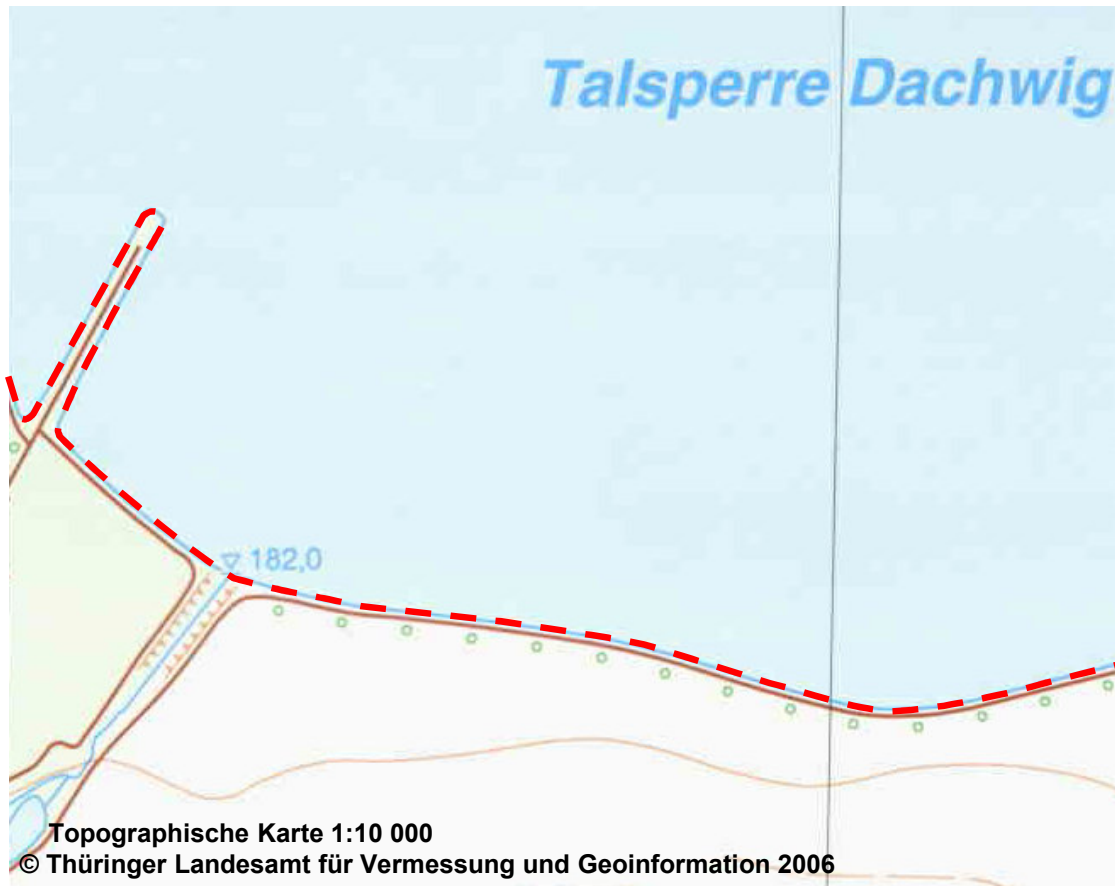 Talsperre Dachwig
182,0
Topographische Karte 1:10 000
© Thüringer Landesamt für Vermessung und Geoinformation 2006